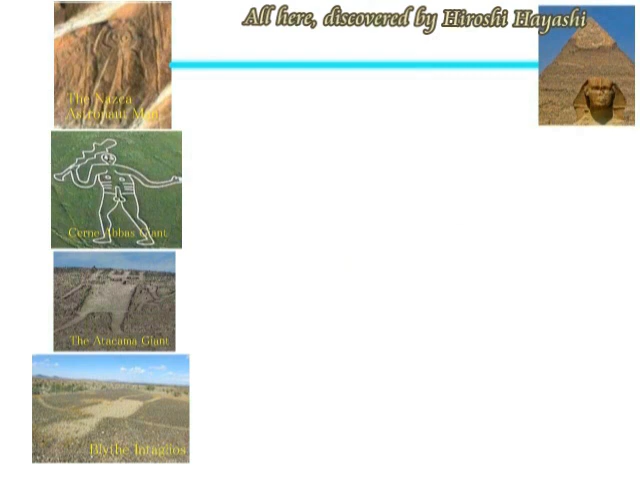 All here, discovered by Hiroshi Hayashi
The Nazca
Astronaut Man
Cerne Abbas Giant
The Atacama Giant
Blythe Intaglios